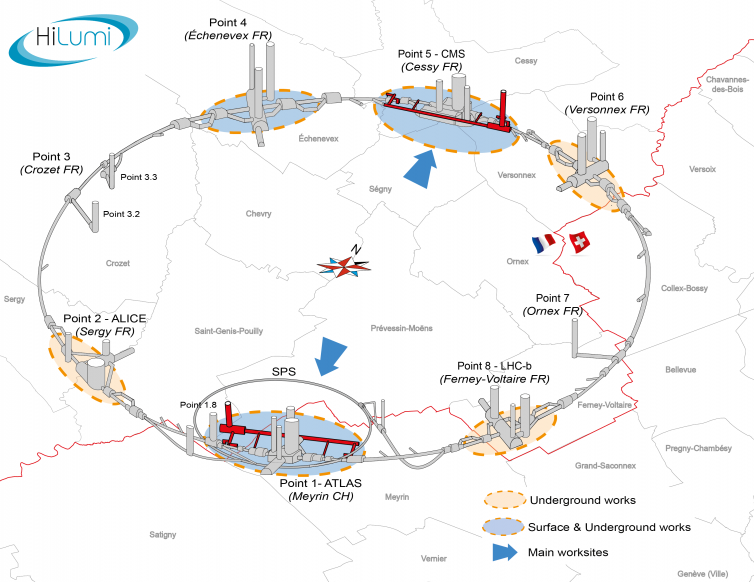 HiLumi
Point 4
(Échenevex FR)
Point 5 - CMS
(Cessy FR)
Cessy
Chavannes-
des-Bois
Point 6
(Versonnex FR)
Échenevex
Point 3
(Crozet FR)
Point 3.3
Point 3.2
Versonnex
Versoix
Ségny
Chevry
N
Crozet
Ornex
Collex-Bossy
Sergy
Point 7
(Ornex FR)
Point 2 - ALICE
(Sergy FR)
Saint-Genis-Pouilly
Prévessin-Moëns
SPS
Point 8 - LHC-b
(Ferney-Voltaire FR)
Bellevue
Point 1.8
Ferney-Voltaire
Pregny-Chambésy
Grand-Saconnex
Point 1- ATLAS
(Meyrin CH)
Meyrin
Satigny
Vernier
Genève (Ville)
Underground works
Surface & Underground works
Main worksites